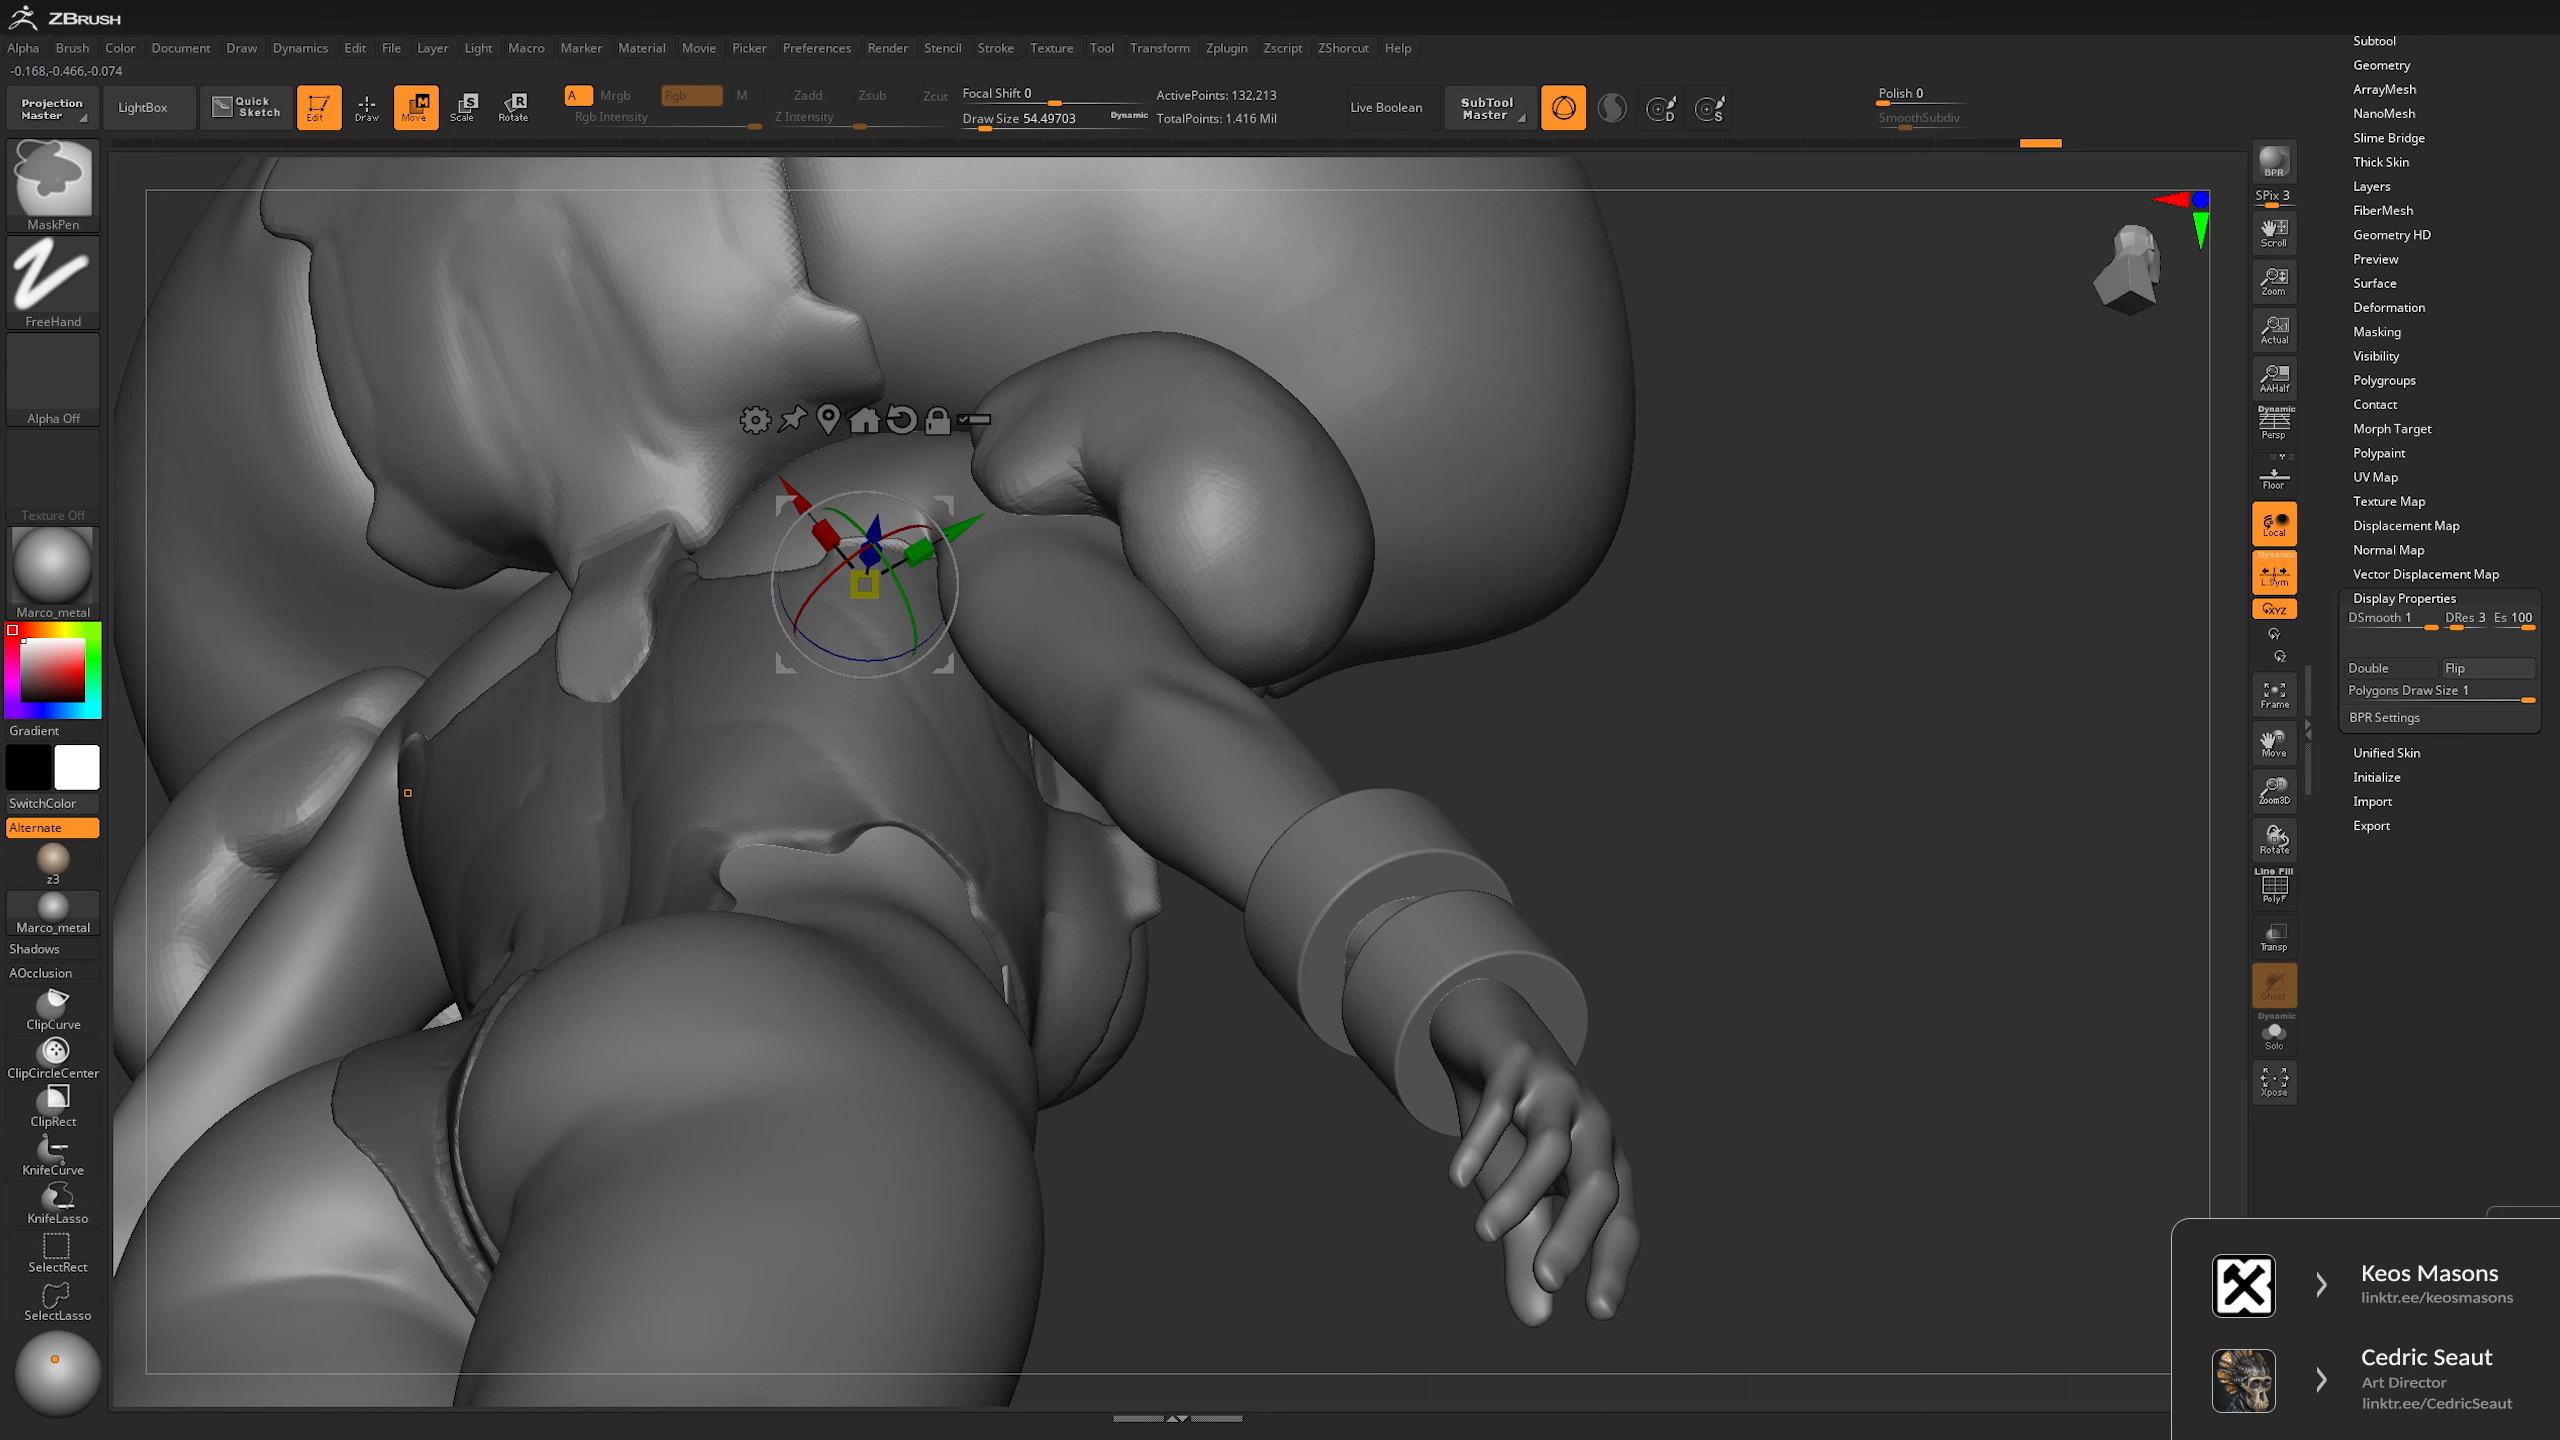 ZBRUSH
Alpha Brush Color Document Draw Dynamics Edit File Layer Light Macro Marker Material Movie Picker Preferences Render Stencil Stroke Texture Tool Transform Zplugin Zscript ZShorcut Help
-0.168,-0.466,-0.074
Projection Master
LightBox
Quick Sketch
Edit
Draw
Move
Scale
Rotate
A Mrgb Rgb M
Rgb Intensity
Zadd Zsub Zcut
Z Intensity
Focal Shift 0
Draw Size 54.49703
Dynamic
ActivePoints: 132,213
TotalPoints: 1.416 Mil
Live Boolean
SubTool Master
D
S
Polish 0
SmoothSubdiv
MaskPen
FreeHand
Alpha Off
Texture Off
Marco_metal
Gradient
SwitchColor
Alternate
z3
Marco_metal
Shadows
AOcclusion
ClipCurve
ClipCircleCenter
ClipRect
KnifeCurve
KnifeLasso
SelectRect
SelectLasso
BPR
SPix 3
Scroll
Zoom
Actual
AAHalf
Dynamic
Persp
Floor
Local
Dynamic
L.Sym
XYZ
Y
Z
Frame
Move
Zoom3D
Rotate
Line Fill
PolyF
Transp
Ghost
Dynamic
Solo
Xpose
Subtool
Geometry
ArrayMesh
NanoMesh
Slime Bridge
Thick Skin
Layers
FiberMesh
Geometry HD
Preview
Surface
Deformation
Masking
Visibility
Polygroups
Contact
Morph Target
Polypaint
UV Map
Texture Map
Displacement Map
Normal Map
Vector Displacement Map
Display Properties
DSmooth 1 DRes 3 Es 100
Double Flip
Polygons Draw Size 1
BPR Settings
Unified Skin
Initialize
Import
Export
Keos Masons
linktr.ee/keosmasons
Cedric Seaut
Art Director
linktr.ee/CedricSeaut